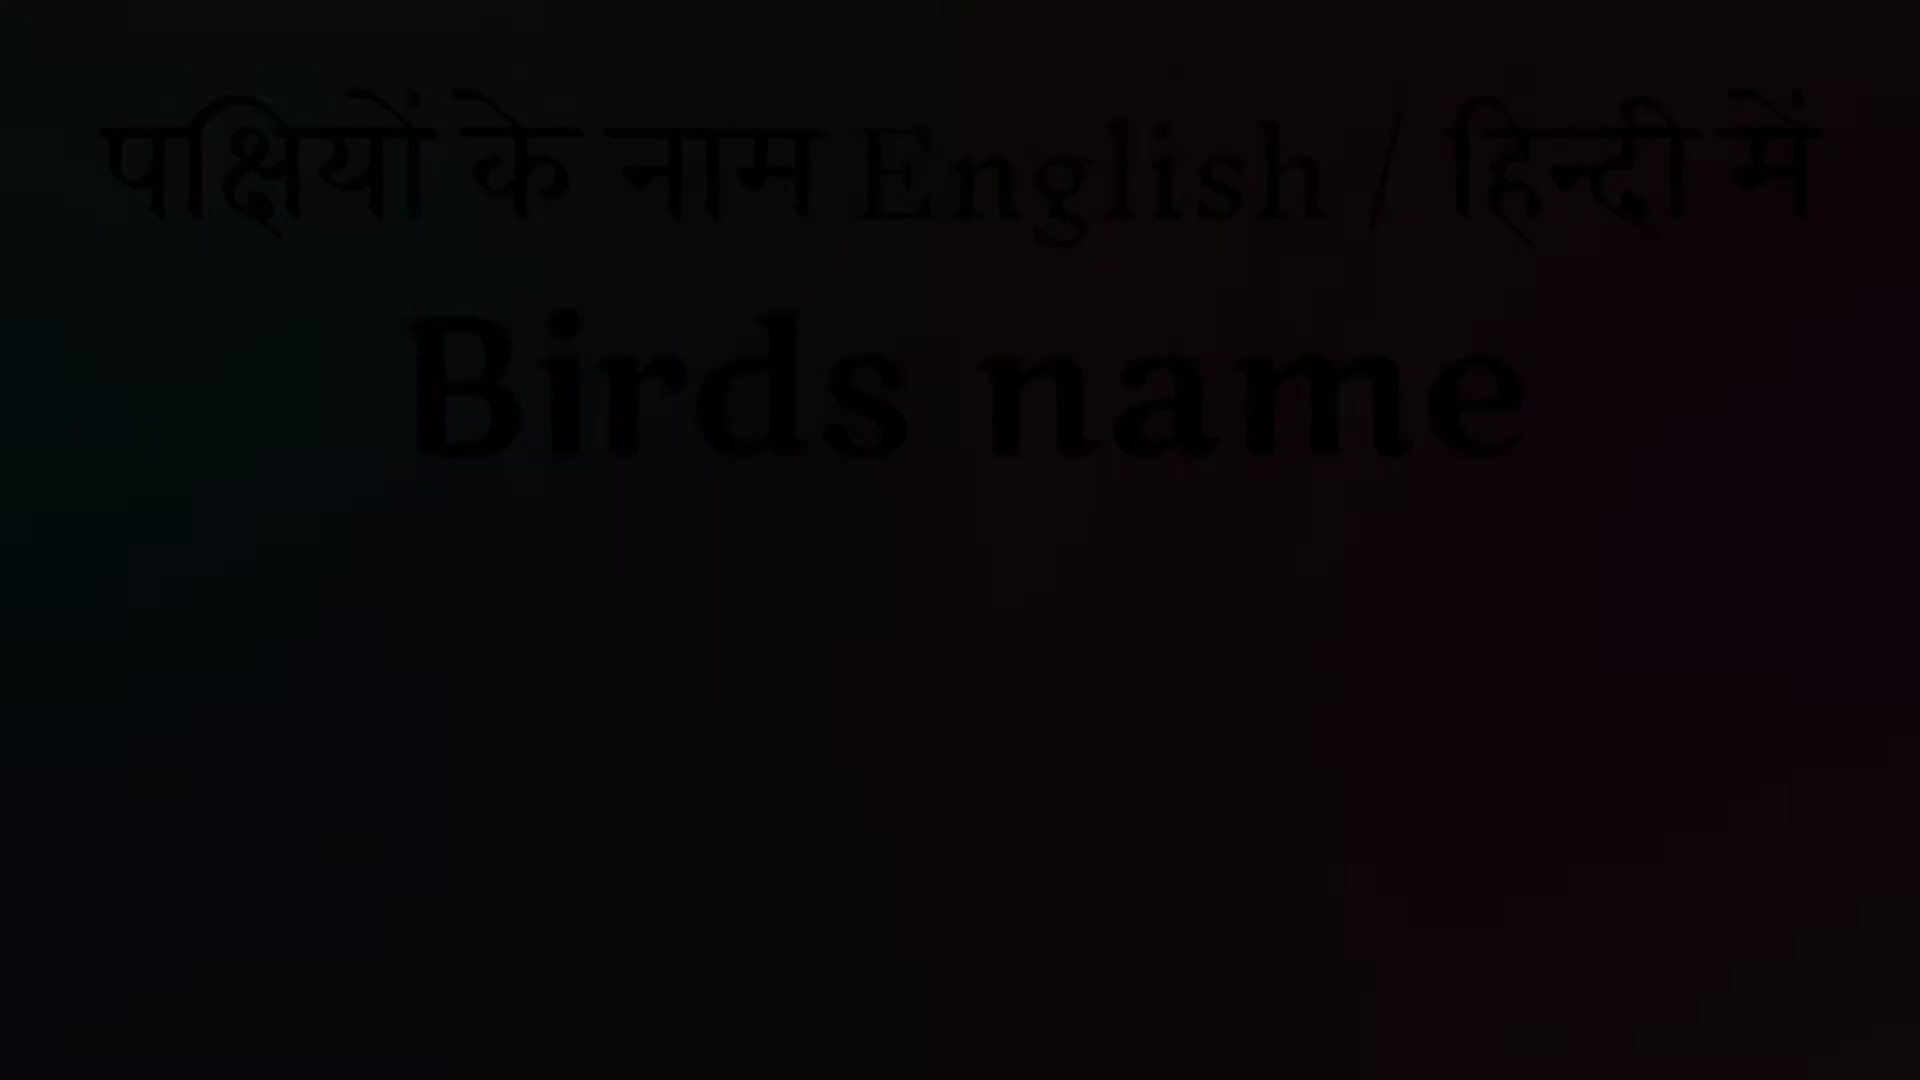 पक्षियों के नाम English / हिन्दी में
Birds name